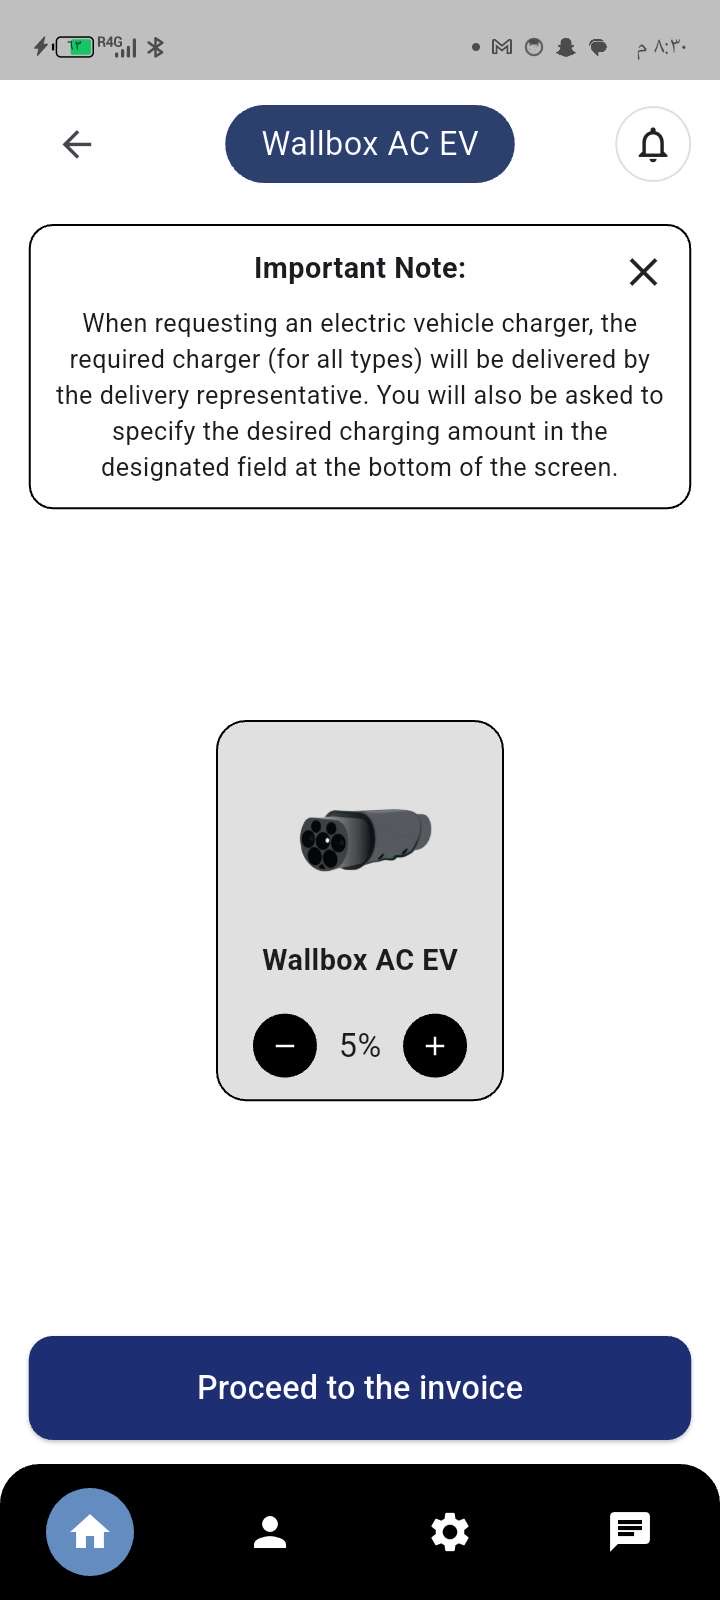 ٦٣ R4G ٨:٣٠ م
Wallbox AC EV
Important Note:
When requesting an electric vehicle charger, the
required charger (for all types) will be delivered by
the delivery representative. You will also be asked to
specify the desired charging amount in the
designated field at the bottom of the screen.
Wallbox AC EV
5%
Proceed to the invoice